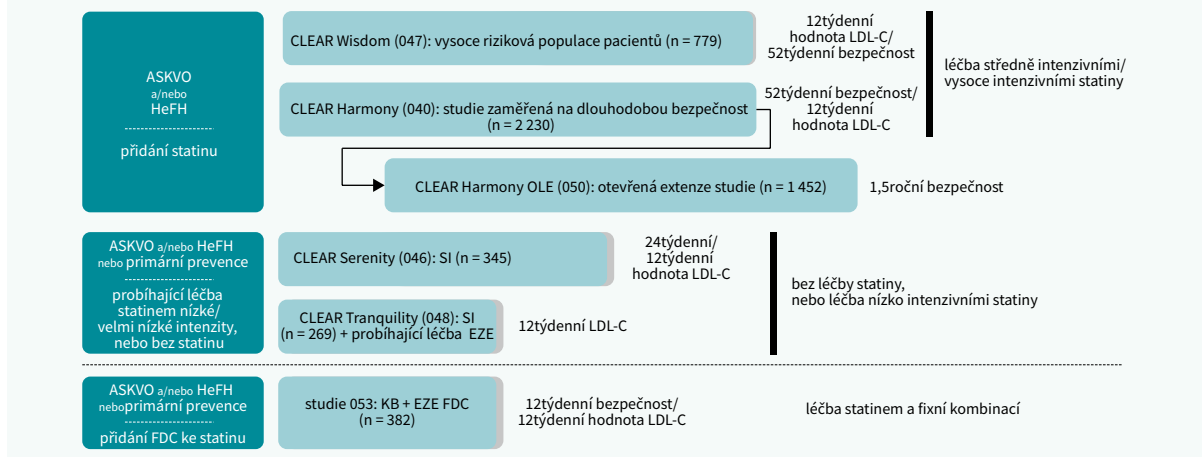 ASKVO
a/nebo
HeFH
přidání statinu
CLEAR Wisdom (047): vysoce riziková populace pacientů (n = 779)
12týdenní
hodnota LDL-C/
52týdenní bezpečnost
CLEAR Harmony (040): studie zaměřená na dlouhodobou bezpečnost
(n = 2 230)
52týdenní bezpečnost/
12týdenní
hodnota LDL-C
léčba středně intenzivními/
vysoce intenzivními statiny
CLEAR Harmony OLE (050): otevřená extenze studie (n = 1 452)
1,5roční bezpečnost
ASKVO a/nebo HeFH
nebo primární prevence
probíhající léčba
statinem nízké/
velmi nízké intenzity,
nebo bez statinu
CLEAR Serenity (046): SI (n = 345)
24týdenní/
12týdenní
hodnota LDL-C
CLEAR Tranquility (048): SI
(n = 269) + probíhající léčba EZE
12týdenní LDL-C
bez léčby statiny,
nebo léčba nízko intenzivními statiny
ASKVO a/nebo HeFH
neboprimární prevence
přidání FDC ke statinu
studie 053: KB + EZE FDC
(n = 382)
12týdenní bezpečnost/
12týdenní hodnota LDL-C
léčba statinem a fixní kombinací